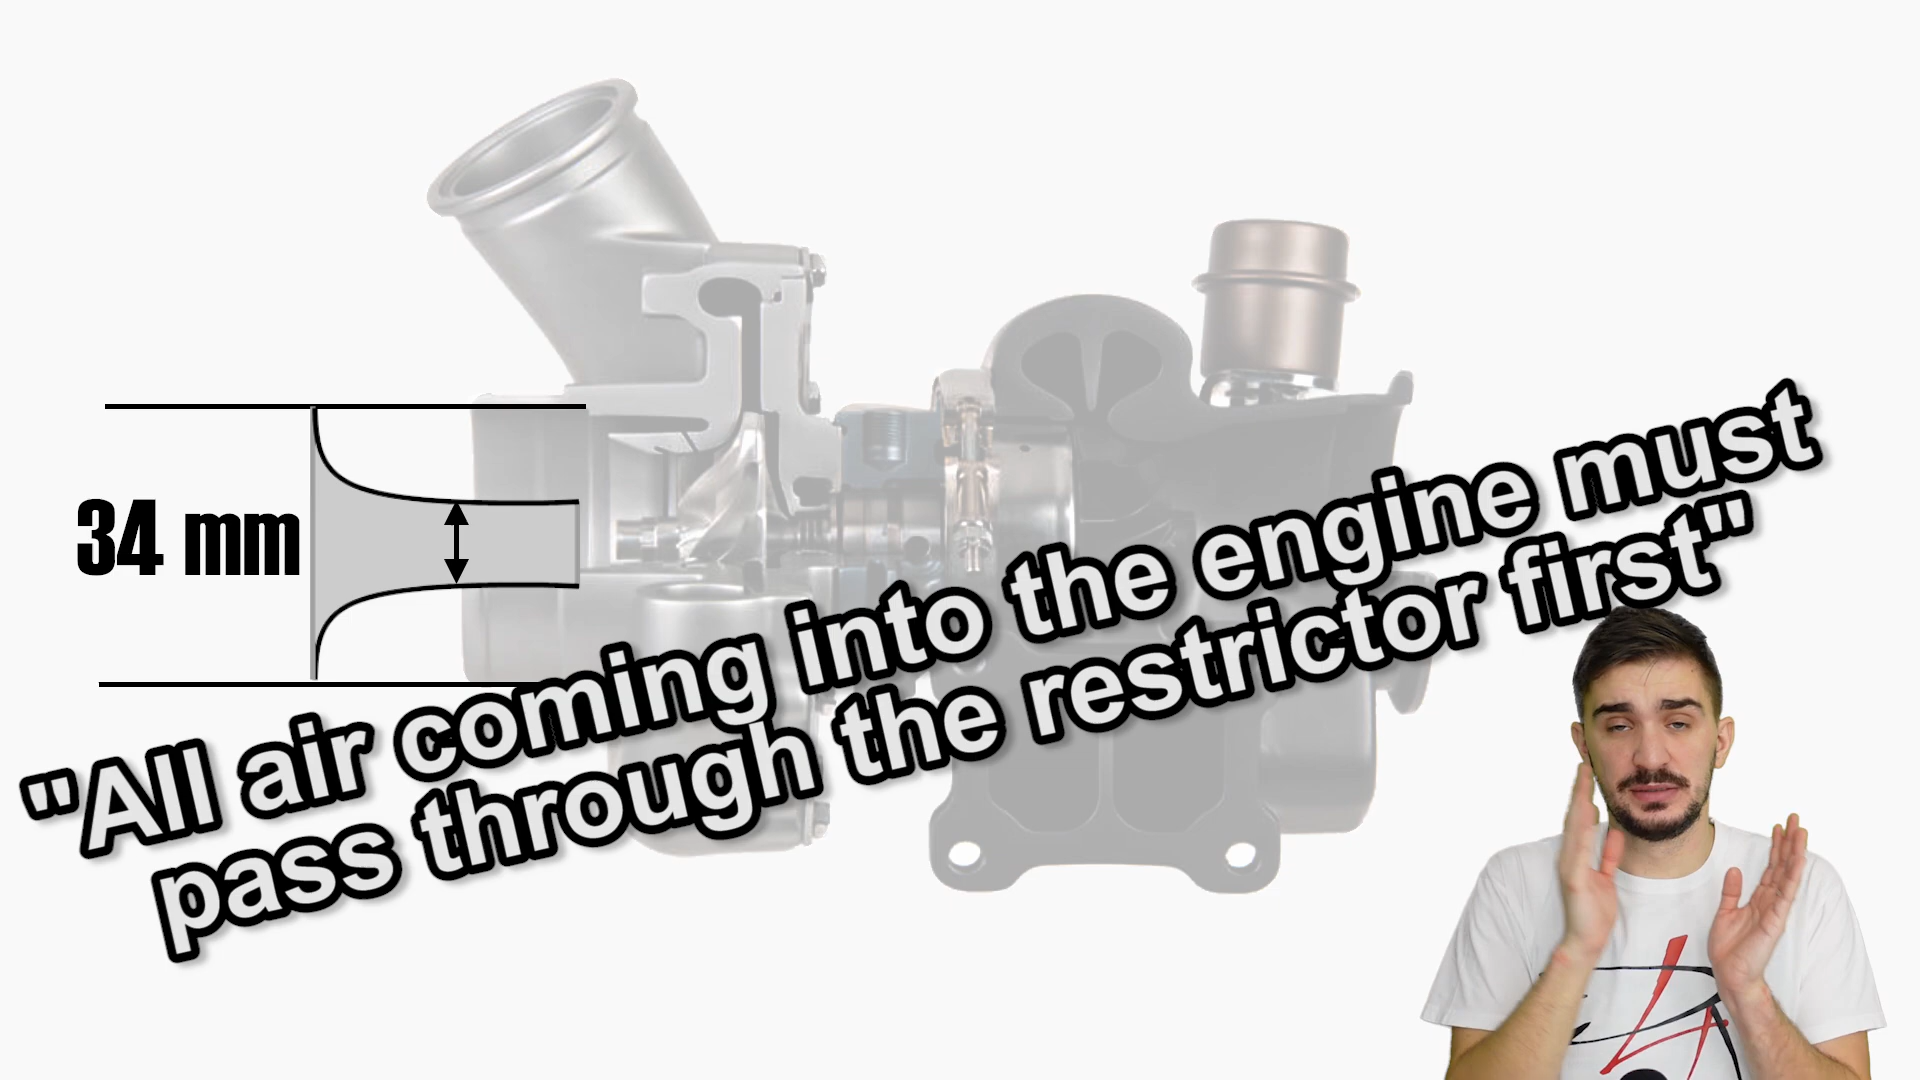 34 mm
"All air coming into the engine must
pass through the restrictor first"